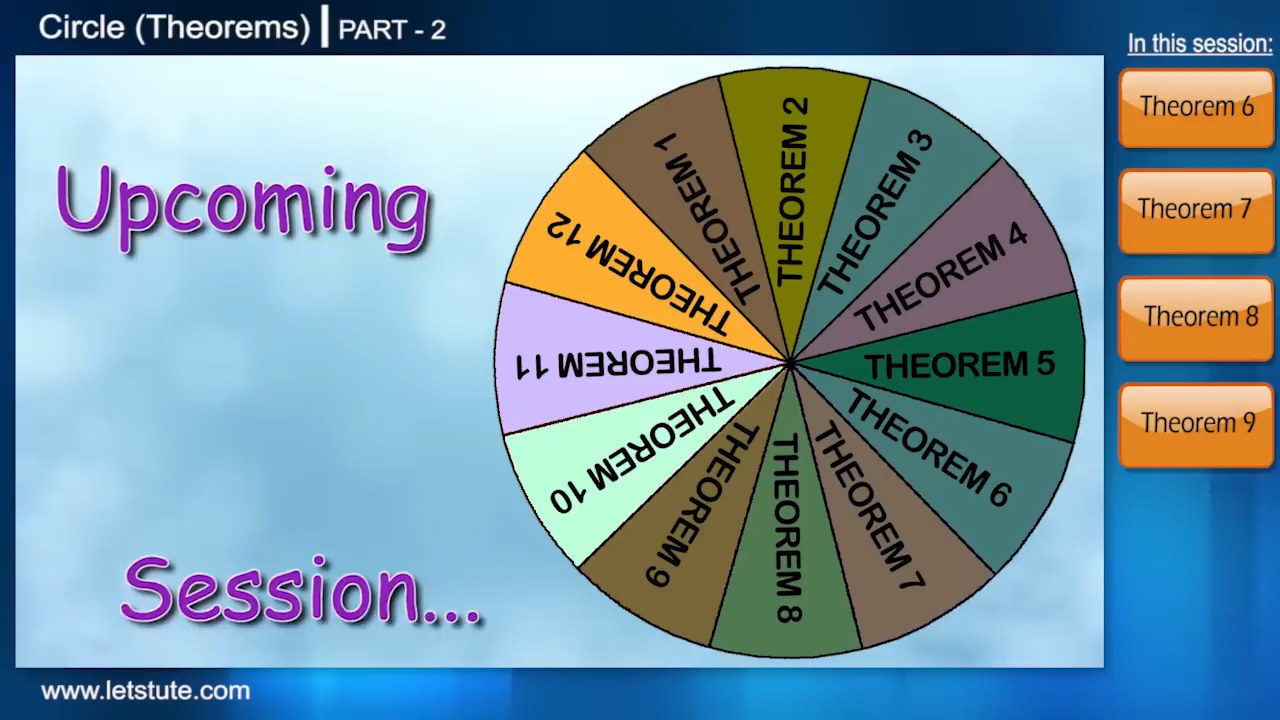 Circle (Theorems) | PART - 2
In this session:
Theorem 6
Theorem 7
Theorem 8
Theorem 9
Upcoming
Session...
THEOREM 1
THEOREM 2
THEOREM 3
THEOREM 4
THEOREM 5
THEOREM 6
THEOREM 7
THEOREM 8
THEOREM 9
THEOREM 10
THEOREM 11
THEOREM 12
www.letstute.com